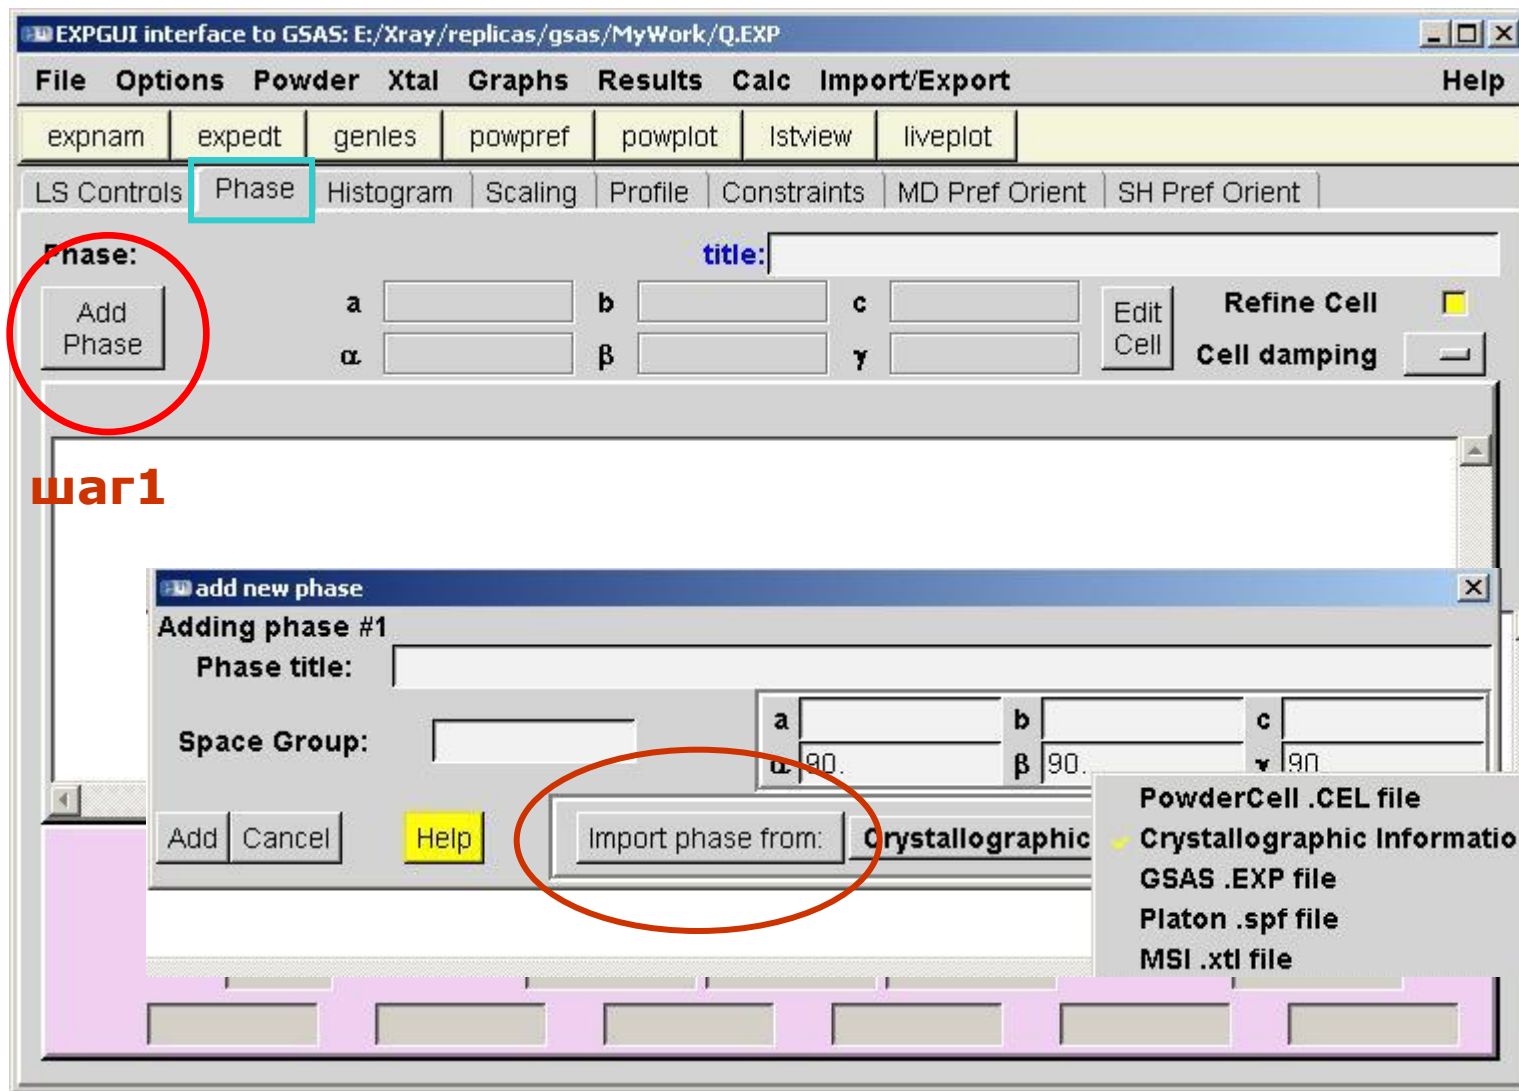 EXPGUI interface to GSAS: E:/Xray/replicas/gsas/MyWork/Q.EXP
File Options Powder Xtal Graphs Results Calc Import/Export Help
expnam expedt genles powpref powplot lstview liveplot
LS Controls Phase Histogram Scaling Profile Constraints MD Pref Orient SH Pref Orient
Phase: title:
Add Phase
a b c
α β γ
Edit Cell
Refine Cell
Cell damping
шаг1
add new phase
Adding phase #1
Phase title:
Space Group:
a b c
α 90. β 90. γ 90.
Add Cancel Help Import phase from: Crystallographic
PowderCell .CEL file
Crystallographic Informatio
GSAS .EXP file
Platon .spf file
MSI .xtl file